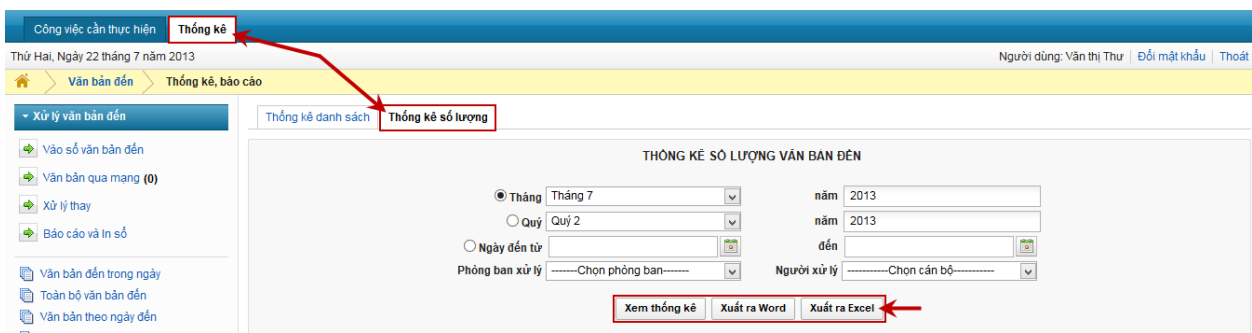 Công việc cần thực hiện Thống kê
Thứ Hai, Ngày 22 tháng 7 năm 2013 Người dùng: Văn thị Thư | Đổi mật khẩu | Thoát
Văn bản đến Thống kê, báo cáo
Xử lý văn bản đến
Vào sổ văn bản đến
Văn bản qua mạng (0)
Xử lý thay
Báo cáo và In sổ
Văn bản đến trong ngày
Toàn bộ văn bản đến
Văn bản theo ngày đến
Thống kê danh sách Thống kê số lượng
THỐNG KÊ SỐ LƯỢNG VĂN BẢN ĐẾN
Tháng Tháng 7 năm 2013
Quý Quý 2 năm 2013
Ngày đến từ đến
Phòng ban xử lý -------Chọn phòng ban------- Người xử lý -----------Chọn cán bộ-----------
Xem thống kê Xuất ra Word Xuất ra Excel